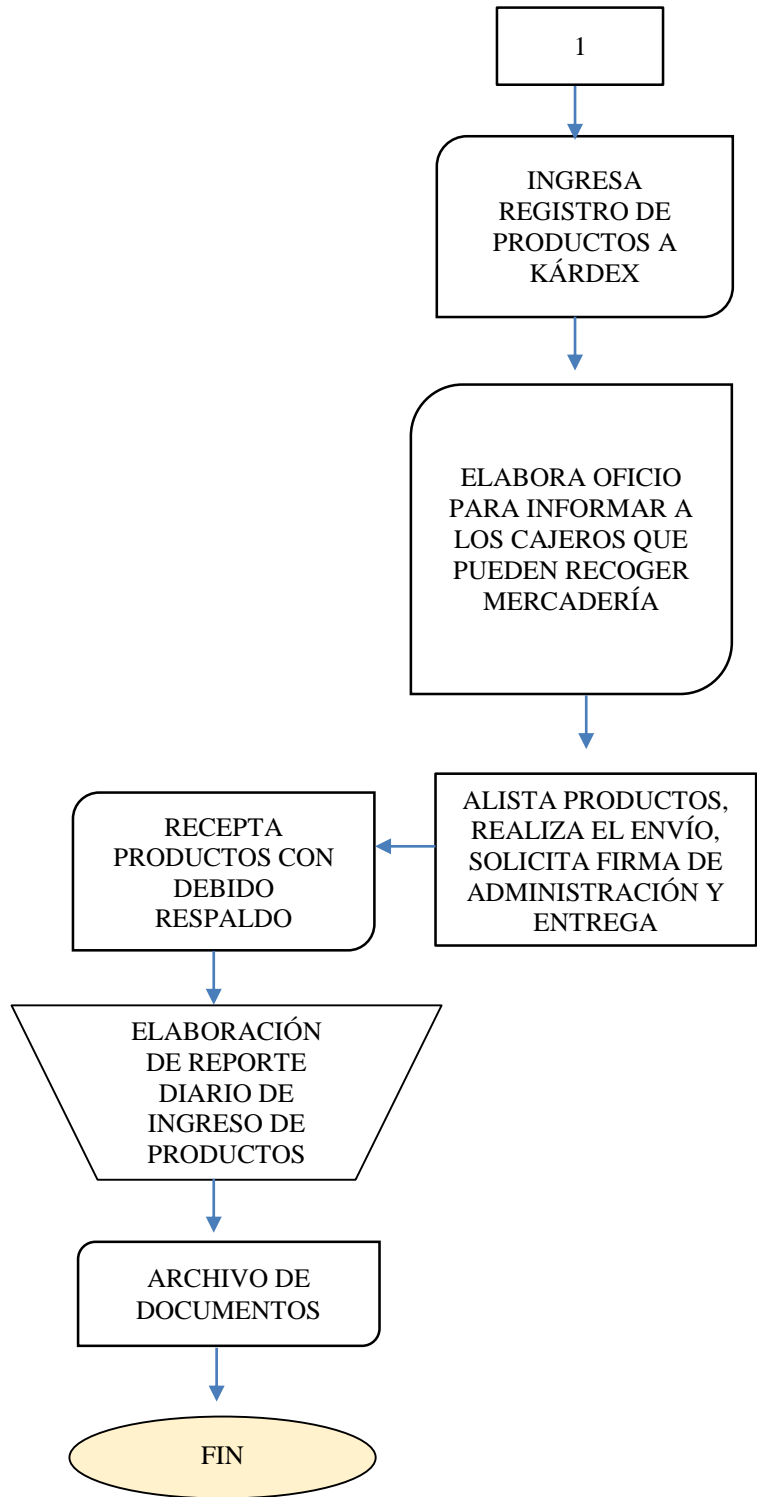 1
INGRESA
REGISTRO DE
PRODUCTOS A
KÁRDEX
ELABORA OFICIO
PARA INFORMAR A
LOS CAJEROS QUE
PUEDEN RECOGER
MERCADERÍA
ALISTA PRODUCTOS,
REALIZA EL ENVÍO,
SOLICITA FIRMA DE
ADMINISTRACIÓN Y
ENTREGA
RECEPTA
PRODUCTOS CON
DEBIDO
RESPALDO
ELABORACIÓN
DE REPORTE
DIARIO DE
INGRESO DE
PRODUCTOS
ARCHIVO DE
DOCUMENTOS
FIN